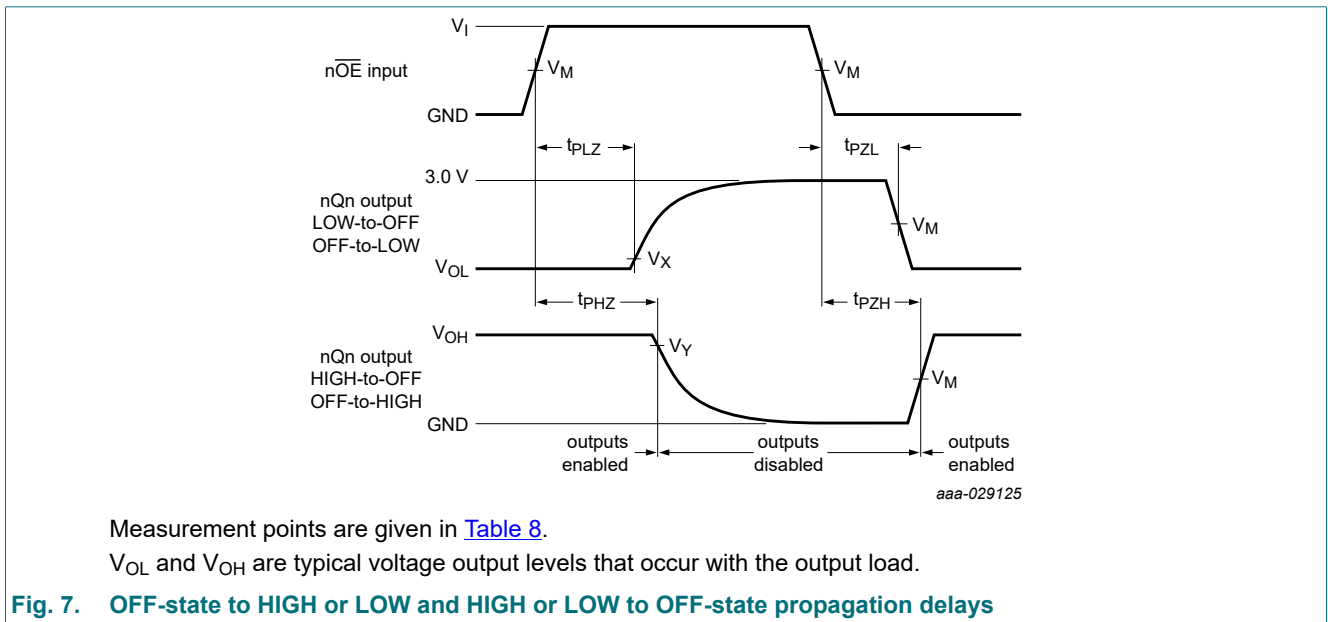 V_I
nO̅E̅ input
V_M
V_M
GND
t_PLZ
t_PZL
3.0 V
nQn output
LOW-to-OFF
OFF-to-LOW
V_M
V_X
V_OL
t_PHZ
t_PZH
V_OH
nQn output
HIGH-to-OFF
OFF-to-HIGH
V_Y
V_M
GND
outputs
enabled
outputs
disabled
outputs
enabled
aaa-029125
Measurement points are given in Table 8.
V_OL and V_OH are typical voltage output levels that occur with the output load.
Fig. 7. OFF-state to HIGH or LOW and HIGH or LOW to OFF-state propagation delays